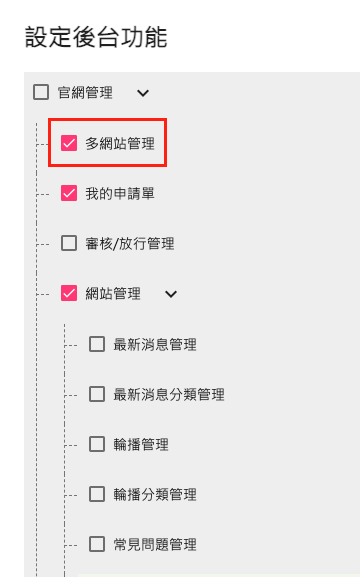 設定後台功能
官網管理
多網站管理
我的申請單
審核/放行管理
網站管理
最新消息管理
最新消息分類管理
輪播管理
輪播分類管理
常見問題管理